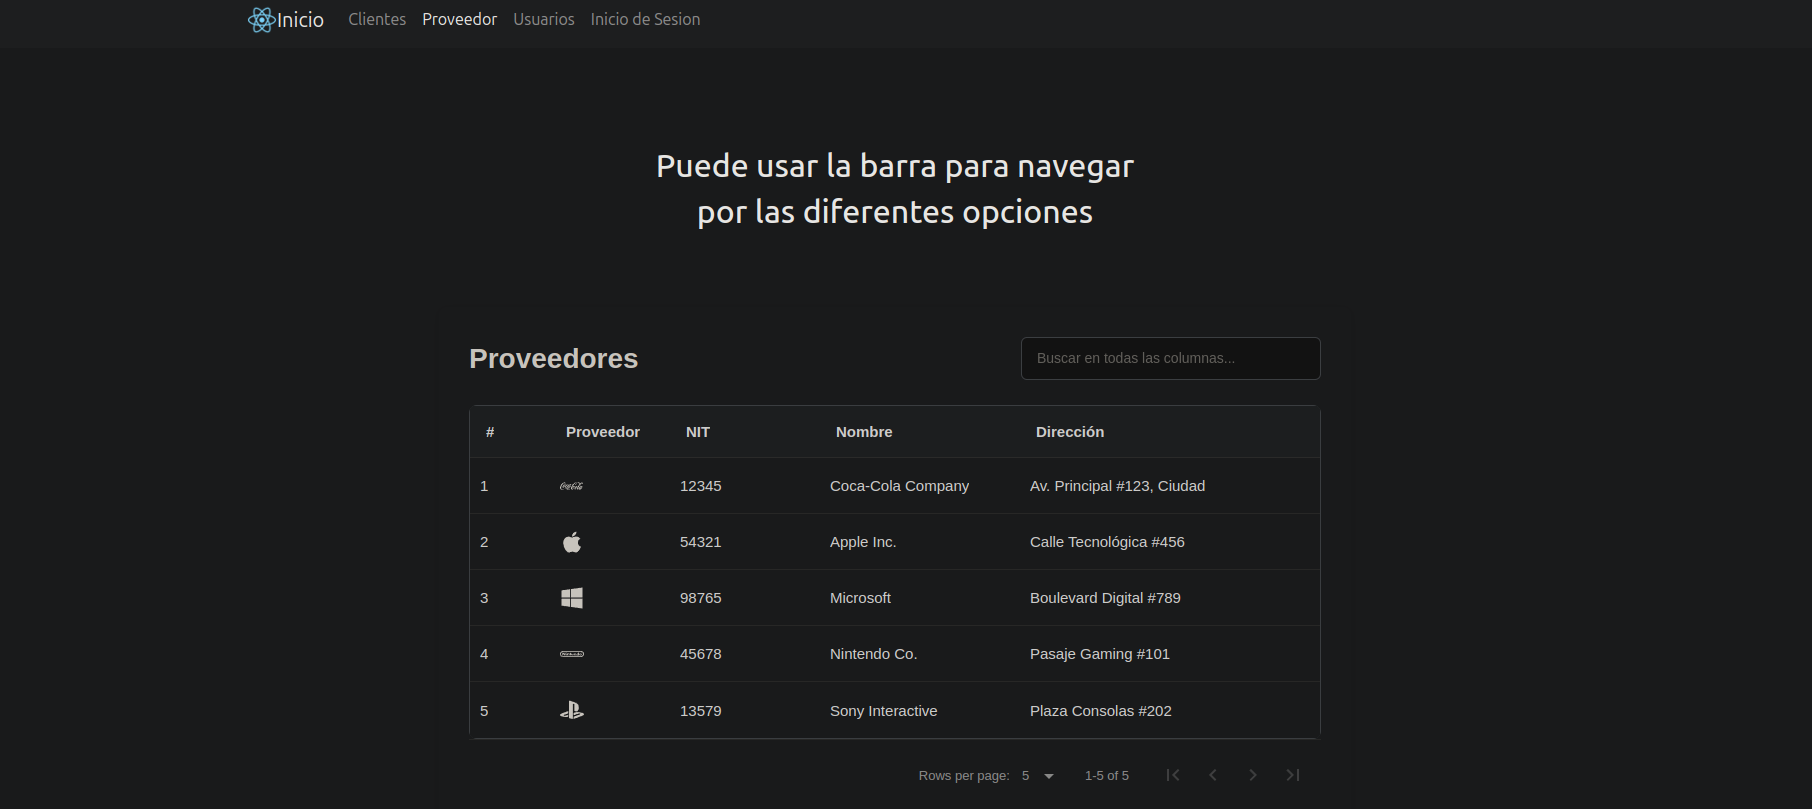 Inicio Clientes Proveedor Usuarios Inicio de Sesion
Puede usar la barra para navegar
por las diferentes opciones
Proveedores
Buscar en todas las columnas...
# Proveedor NIT Nombre Dirección
1 Coca-Cola 12345 Coca-Cola Company Av. Principal #123, Ciudad
2 54321 Apple Inc. Calle Tecnológica #456
3 98765 Microsoft Boulevard Digital #789
4 Nintendo 45678 Nintendo Co. Pasaje Gaming #101
5 13579 Sony Interactive Plaza Consolas #202
Rows per page: 5 1-5 of 5